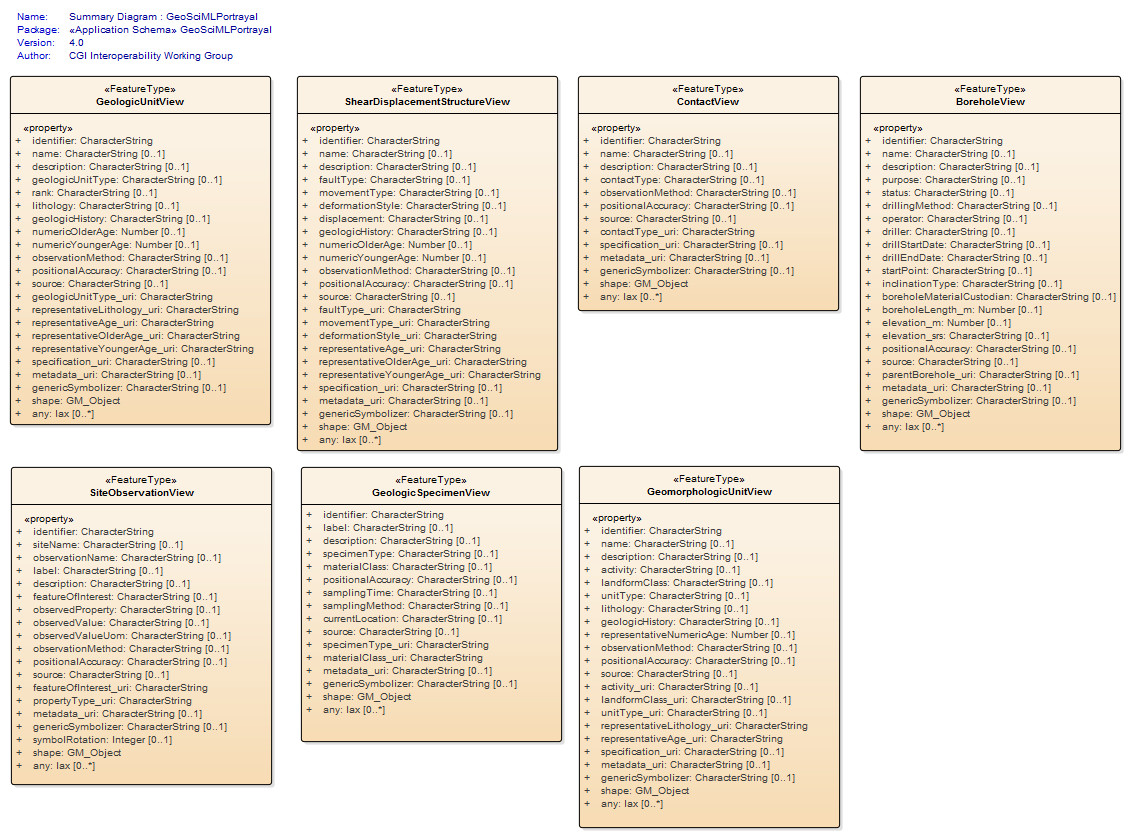 Name: Summary Diagram : GeoSciMLPortrayal
Package: «Application Schema» GeoSciMLPortrayal
Version: 4.0
Author: CGI Interoperability Working Group
«FeatureType»
GeologicUnitView
«property»
+ identifier: CharacterString
+ name: CharacterString [0..1]
+ description: CharacterString [0..1]
+ geologicUnitType: CharacterString [0..1]
+ rank: CharacterString [0..1]
+ lithology: CharacterString [0..1]
+ geologicHistory: CharacterString [0..1]
+ numericOlderAge: Number [0..1]
+ numericYoungerAge: Number [0..1]
+ observationMethod: CharacterString [0..1]
+ positionalAccuracy: CharacterString [0..1]
+ source: CharacterString [0..1]
+ geologicUnitType_uri: CharacterString
+ representativeLithology_uri: CharacterString
+ representativeAge_uri: CharacterString
+ representativeOlderAge_uri: CharacterString
+ representativeYoungerAge_uri: CharacterString
+ specification_uri: CharacterString [0..1]
+ metadata_uri: CharacterString [0..1]
+ genericSymbolizer: CharacterString [0..1]
+ shape: GM_Object
+ any: lax [0..*]
«FeatureType»
ShearDisplacementStructureView
«property»
+ identifier: CharacterString
+ name: CharacterString [0..1]
+ description: CharacterString [0..1]
+ faultType: CharacterString [0..1]
+ movementType: CharacterString [0..1]
+ deformationStyle: CharacterString [0..1]
+ displacement: CharacterString [0..1]
+ geologicHistory: CharacterString [0..1]
+ numericOlderAge: Number [0..1]
+ numericYoungerAge: Number [0..1]
+ observationMethod: CharacterString [0..1]
+ positionalAccuracy: CharacterString [0..1]
+ source: CharacterString [0..1]
+ faultType_uri: CharacterString
+ movementType_uri: CharacterString
+ deformationStyle_uri: CharacterString
+ representativeAge_uri: CharacterString
+ representativeOlderAge_uri: CharacterString
+ representativeYoungerAge_uri: CharacterString
+ specification_uri: CharacterString [0..1]
+ metadata_uri: CharacterString [0..1]
+ genericSymbolizer: CharacterString [0..1]
+ shape: GM_Object
+ any: lax [0..*]
«FeatureType»
ContactView
«property»
+ identifier: CharacterString
+ name: CharacterString [0..1]
+ description: CharacterString [0..1]
+ contactType: CharacterString [0..1]
+ observationMethod: CharacterString [0..1]
+ positionalAccuracy: CharacterString [0..1]
+ source: CharacterString [0..1]
+ contactType_uri: CharacterString
+ specification_uri: CharacterString [0..1]
+ metadata_uri: CharacterString [0..1]
+ genericSymbolizer: CharacterString [0..1]
+ shape: GM_Object
+ any: lax [0..*]
«FeatureType»
BoreholeView
«property»
+ identifier: CharacterString
+ name: CharacterString [0..1]
+ description: CharacterString [0..1]
+ purpose: CharacterString [0..1]
+ status: CharacterString [0..1]
+ drillingMethod: CharacterString [0..1]
+ operator: CharacterString [0..1]
+ driller: CharacterString [0..1]
+ drillStartDate: CharacterString [0..1]
+ drillEndDate: CharacterString [0..1]
+ startPoint: CharacterString [0..1]
+ inclinationType: CharacterString [0..1]
+ boreholeMaterialCustodian: CharacterString [0..1]
+ boreholeLength_m: Number [0..1]
+ elevation_m: Number [0..1]
+ elevation_srs: CharacterString [0..1]
+ positionalAccuracy: CharacterString [0..1]
+ source: CharacterString [0..1]
+ parentBorehole_uri: CharacterString [0..1]
+ metadata_uri: CharacterString [0..1]
+ genericSymbolizer: CharacterString [0..1]
+ shape: GM_Object
+ any: lax [0..*]
«FeatureType»
SiteObservationView
«property»
+ identifier: CharacterString
+ siteName: CharacterString [0..1]
+ observationName: CharacterString [0..1]
+ label: CharacterString [0..1]
+ description: CharacterString [0..1]
+ featureOfInterest: CharacterString [0..1]
+ observedProperty: CharacterString [0..1]
+ observedValue: CharacterString [0..1]
+ observedValueUom: CharacterString [0..1]
+ observationMethod: CharacterString [0..1]
+ positionalAccuracy: CharacterString [0..1]
+ source: CharacterString [0..1]
+ featureOfInterest_uri: CharacterString
+ propertyType_uri: CharacterString
+ metadata_uri: CharacterString [0..1]
+ genericSymbolizer: CharacterString [0..1]
+ symbolRotation: Integer [0..1]
+ shape: GM_Object
+ any: lax [0..*]
«FeatureType»
GeologicSpecimenView
+ identifier: CharacterString
+ label: CharacterString [0..1]
+ description: CharacterString [0..1]
+ specimenType: CharacterString [0..1]
+ materialClass: CharacterString [0..1]
+ positionalAccuracy: CharacterString [0..1]
+ samplingTime: CharacterString [0..1]
+ samplingMethod: CharacterString [0..1]
+ currentLocation: CharacterString [0..1]
+ source: CharacterString [0..1]
+ specimenType_uri: CharacterString
+ materialClass_uri: CharacterString
+ metadata_uri: CharacterString [0..1]
+ genericSymbolizer: CharacterString [0..1]
+ shape: GM_Object
+ any: lax [0..*]
«FeatureType»
GeomorphologicUnitView
«property»
+ identifier: CharacterString
+ name: CharacterString [0..1]
+ description: CharacterString [0..1]
+ activity: CharacterString [0..1]
+ landformClass: CharacterString [0..1]
+ unitType: CharacterString [0..1]
+ lithology: CharacterString [0..1]
+ geologicHistory: CharacterString [0..1]
+ representativeNumericAge: Number [0..1]
+ observationMethod: CharacterString [0..1]
+ positionalAccuracy: CharacterString [0..1]
+ source: CharacterString [0..1]
+ activity_uri: CharacterString [0..1]
+ landformClass_uri: CharacterString [0..1]
+ unitType_uri: CharacterString [0..1]
+ representativeLithology_uri: CharacterString
+ representativeAge_uri: CharacterString
+ specification_uri: CharacterString [0..1]
+ metadata_uri: CharacterString [0..1]
+ genericSymbolizer: CharacterString [0..1]
+ shape: GM_Object
+ any: lax [0..*]